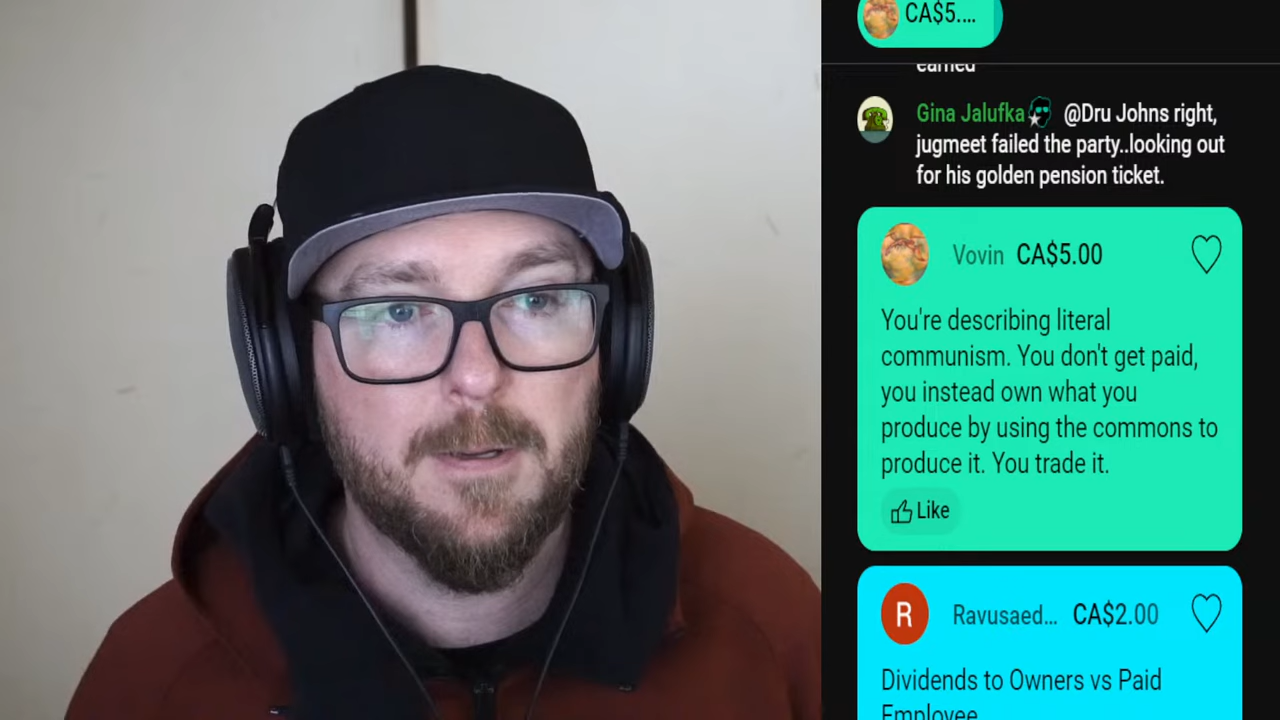 CA$5....
earned
Gina Jalufka @Dru Johns right,
jugmeet failed the party..looking out
for his golden pension ticket.
Vovin CA$5.00
You're describing literal
communism. You don't get paid,
you instead own what you
produce by using the commons to
produce it. You trade it.
Like
R Ravusaed... CA$2.00
Dividends to Owners vs Paid
Employee